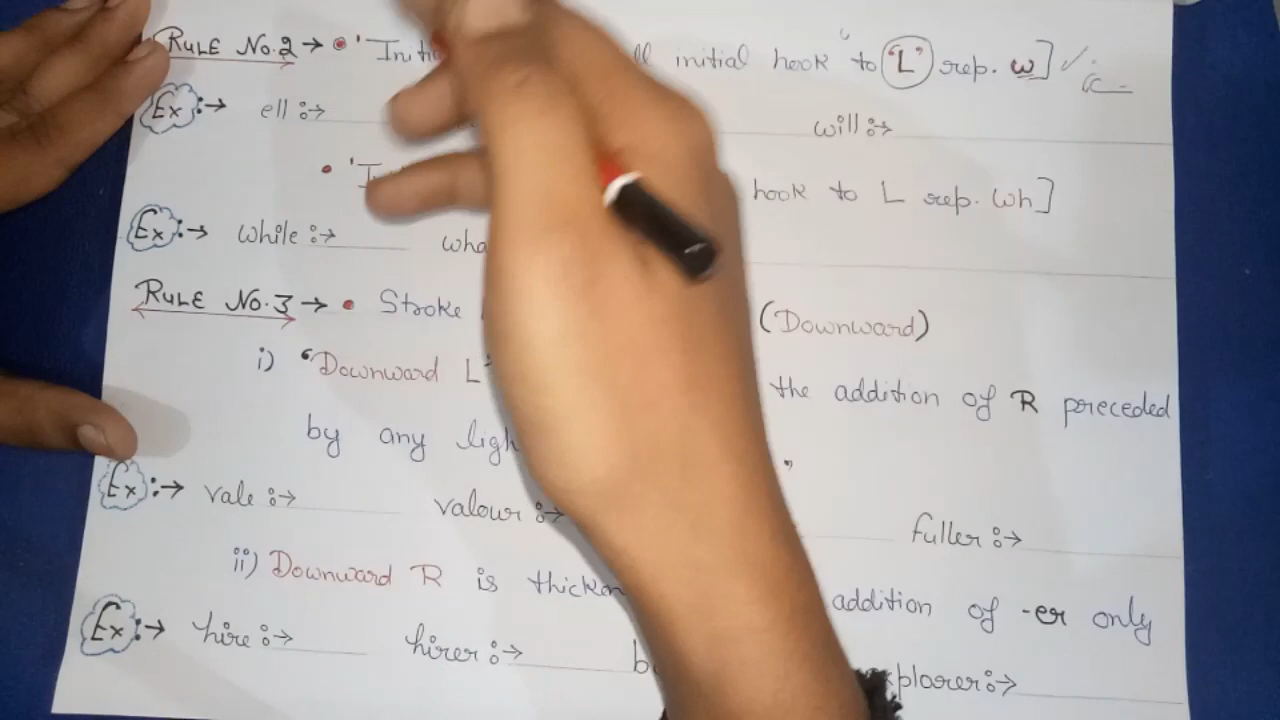 RULE No.2 → • 'Initi ll initial hook to 'L' rep. w] ✓
Ex :→ ell :→ will :→
• ' hook to L rep. Wh]
Ex :→ while :→ wha
RULE No.3 → • Stroke (Downward)
i) "Downward L" the addition of R preceded
by any ligh "
Ex :→ vale :→ valour :→ fuller :→
ii) Downward R is thicken addition of -er only
Ex :→ hire :→ hirer :→ b xplorer :→